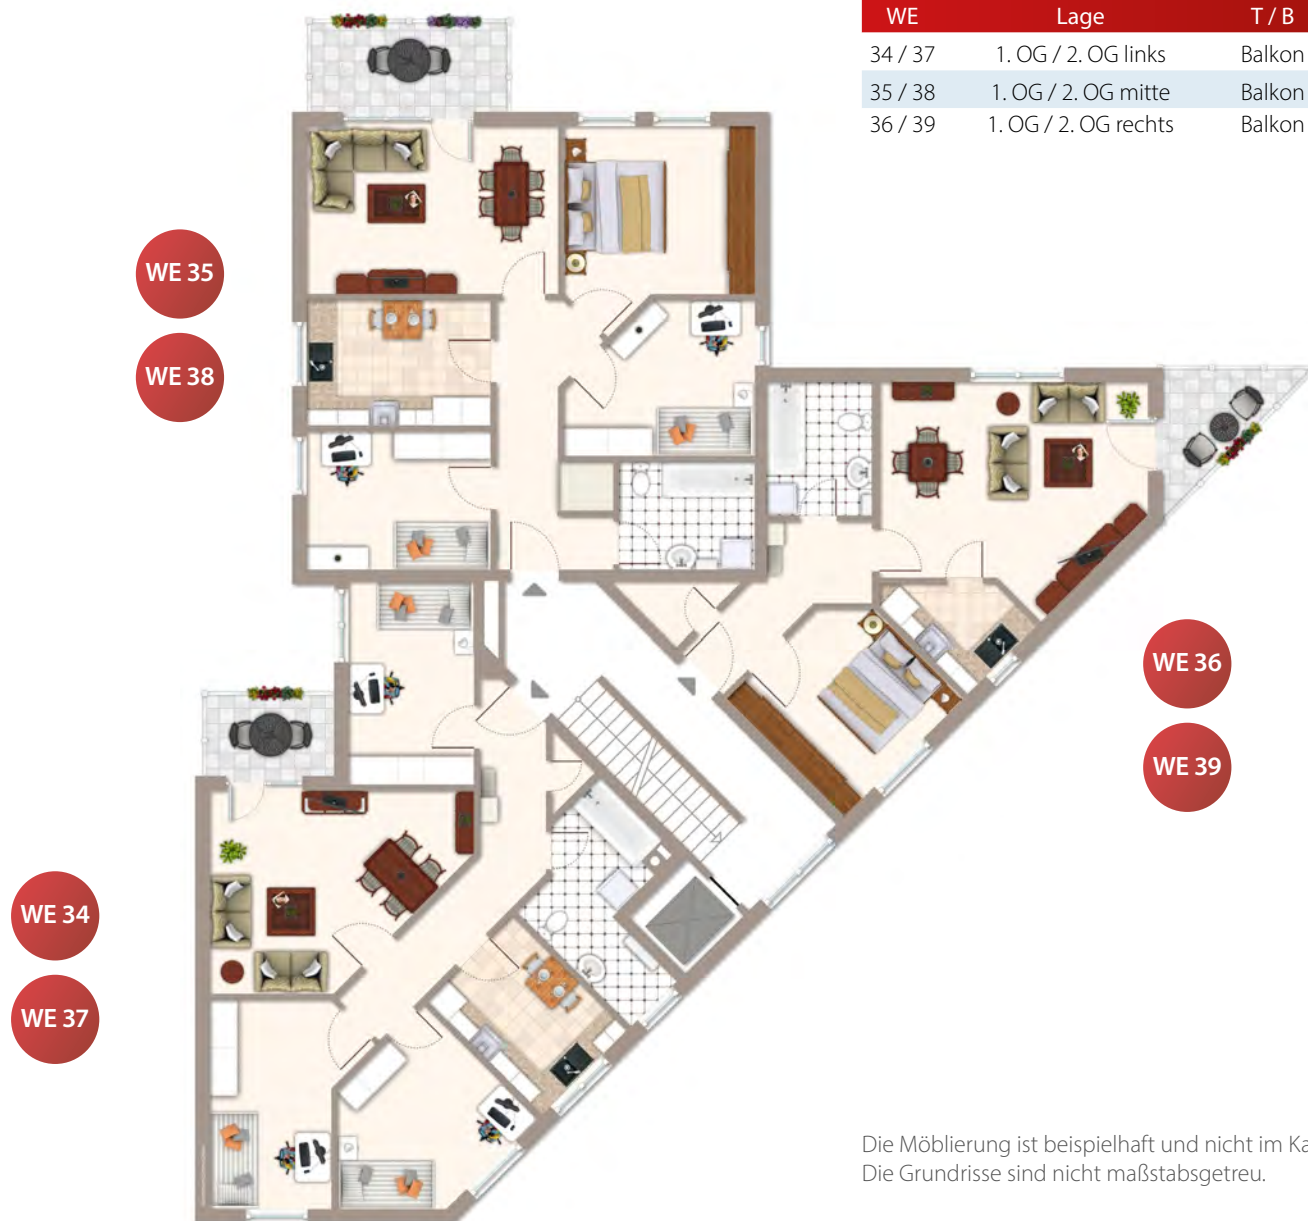 WE Lage T / B
34 / 37 1. OG / 2. OG links Balkon
35 / 38 1. OG / 2. OG mitte Balkon
36 / 39 1. OG / 2. OG rechts Balkon
WE 35
WE 38
WE 36
WE 39
WE 34
WE 37
Die Möblierung ist beispielhaft und nicht im Ka
Die Grundrisse sind nicht maßstabsgetreu.